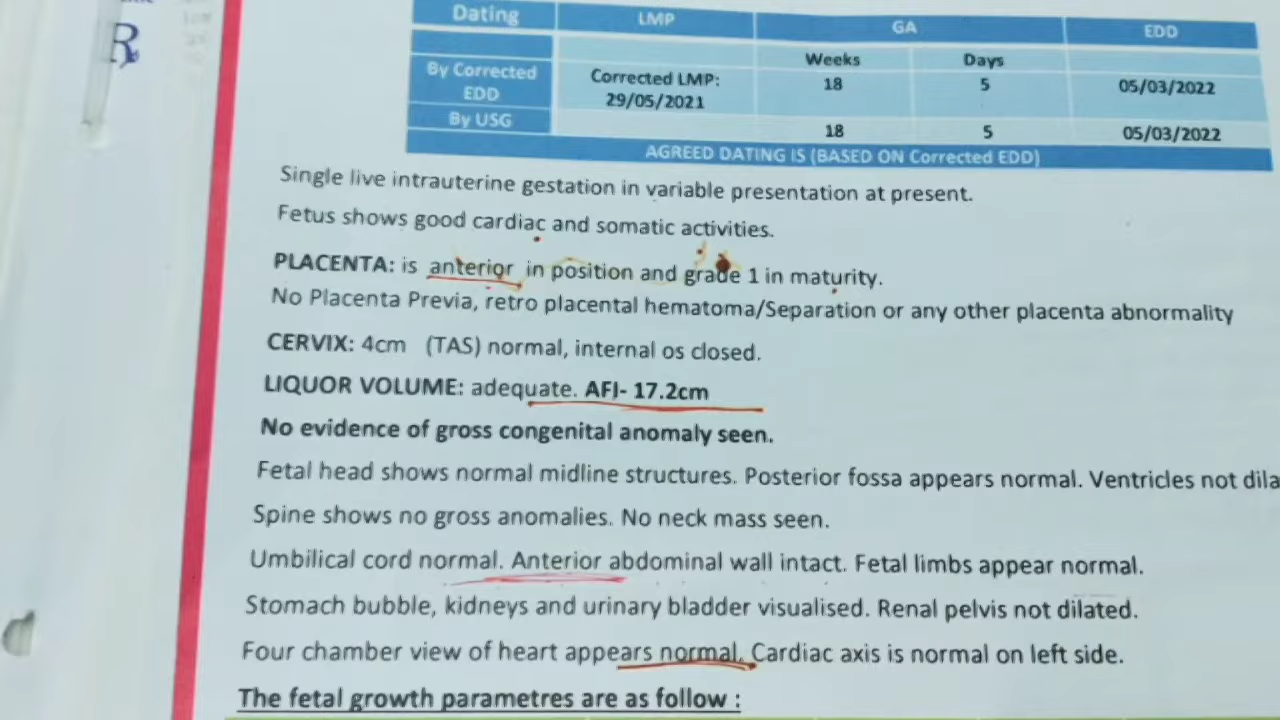 R
Dating LMP GA EDD
Weeks Days
By Corrected EDD Corrected LMP: 29/05/2021 18 5 05/03/2022
By USG 18 5 05/03/2022
AGREED DATING IS (BASED ON Corrected EDD)
Single live intrauterine gestation in variable presentation at present.
Fetus shows good cardiac and somatic activities.
PLACENTA: is anterior in position and grade 1 in maturity.
No Placenta Previa, retro placental hematoma/Separation or any other placenta abnormality
CERVIX: 4cm (TAS) normal, internal os closed.
LIQUOR VOLUME: adequate. AFI- 17.2cm
No evidence of gross congenital anomaly seen.
Fetal head shows normal midline structures. Posterior fossa appears normal. Ventricles not dila
Spine shows no gross anomalies. No neck mass seen.
Umbilical cord normal. Anterior abdominal wall intact. Fetal limbs appear normal.
Stomach bubble, kidneys and urinary bladder visualised. Renal pelvis not dilated.
Four chamber view of heart appears normal. Cardiac axis is normal on left side.
The fetal growth parametres are as follow :